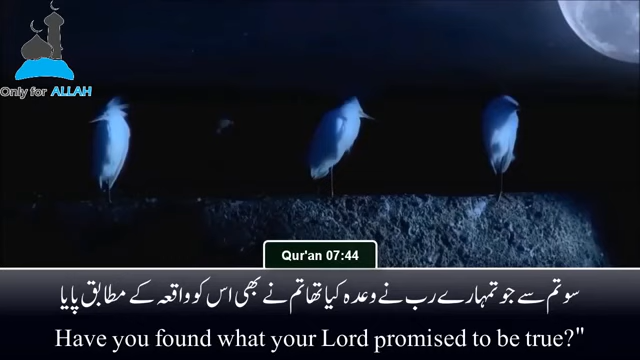 Only for ALLAH
Qur'an 07:44
سو تم سے جو تمہارے رب نے وعدہ کیا تھا تم نے بھی اس کو واقعہ کے مطابق پایا
Have you found what your Lord promised to be true?"